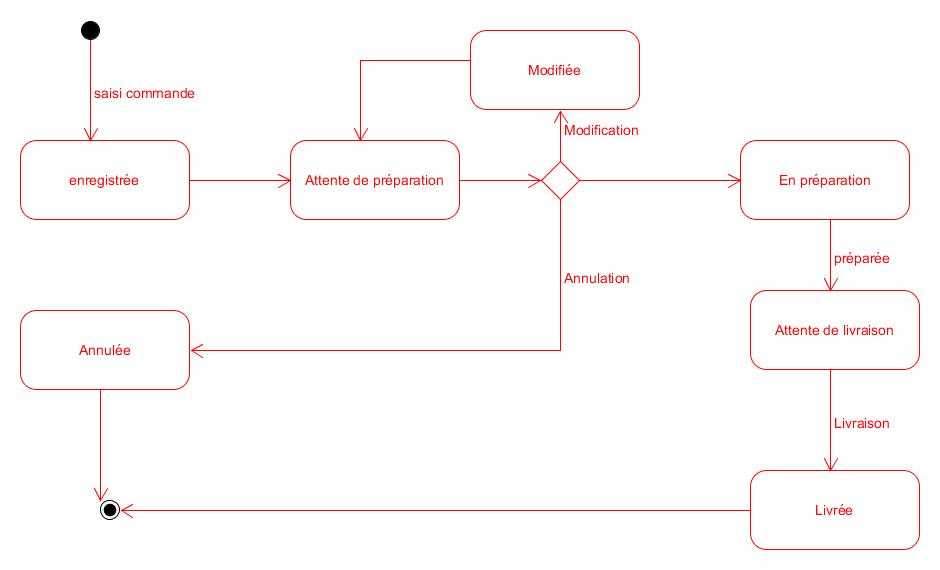 Modifiée
saisi commande
Modification
enregistrée
Attente de préparation
En préparation
préparée
Annulation
Attente de livraison
Annulée
Livraison
Livrée